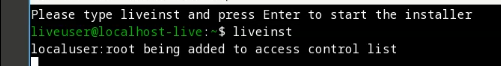 Please type liveinst and press Enter to start the installer
liveuser@localhost-live:~$ liveinst
localuser:root being added to access control list